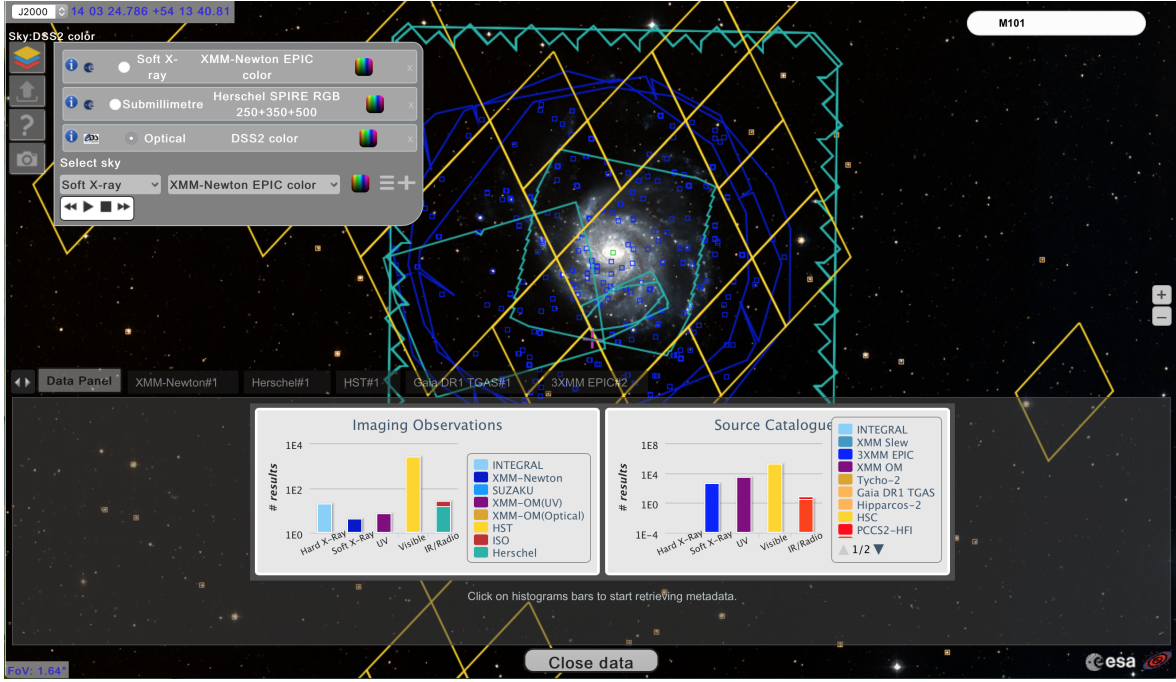 J2000 14 03 24.786 +54 13 40.81
M101
Sky:DSS2 color
Soft X-ray XMM-Newton EPIC color x
Submillimetre Herschel SPIRE RGB 250+350+500 x
Optical DSS2 color x
Select sky
Soft X-ray XMM-Newton EPIC color
+
−
Data Panel XMM-Newton#1 Herschel#1 HST#1 Gaia DR1 TGAS#1 3XMM EPIC#2
Imaging Observations
# results
1E4
1E2
1E0
Hard X-Ray
Soft X-Ray
UV
Visible
IR/Radio
INTEGRAL
XMM-Newton
SUZAKU
XMM-OM(UV)
XMM-OM(Optical)
HST
ISO
Herschel
Source Catalogue
# results
1E8
1E4
1E0
1E-4
Hard X-Ray
Soft X-Ray
UV
Visible
IR/Radio
INTEGRAL
XMM Slew
3XMM EPIC
XMM OM
Tycho-2
Gaia DR1 TGAS
Hipparcos-2
HSC
PCCS2-HFI
1/2
Click on histograms bars to start retrieving metadata.
Close data
FoV: 1.64°
esa